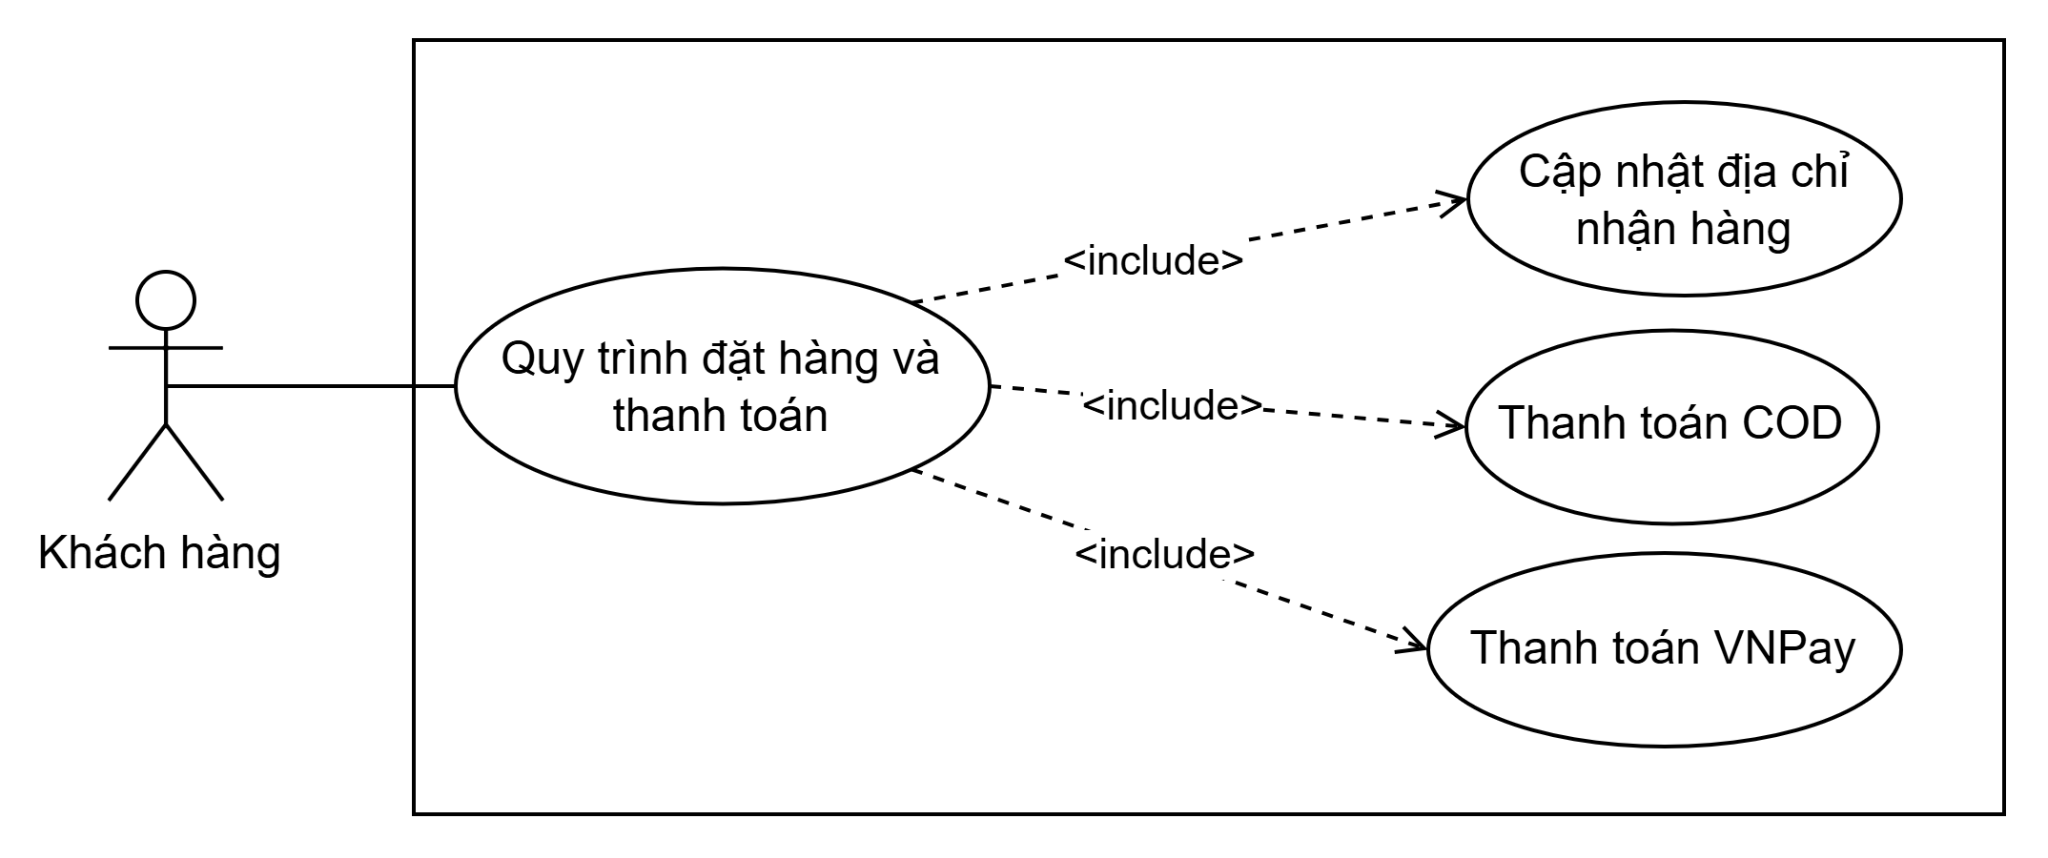 Khách hàng
Quy trình đặt hàng và
thanh toán
<include>
<include>
<include>
Cập nhật địa chỉ
nhận hàng
Thanh toán COD
Thanh toán VNPay